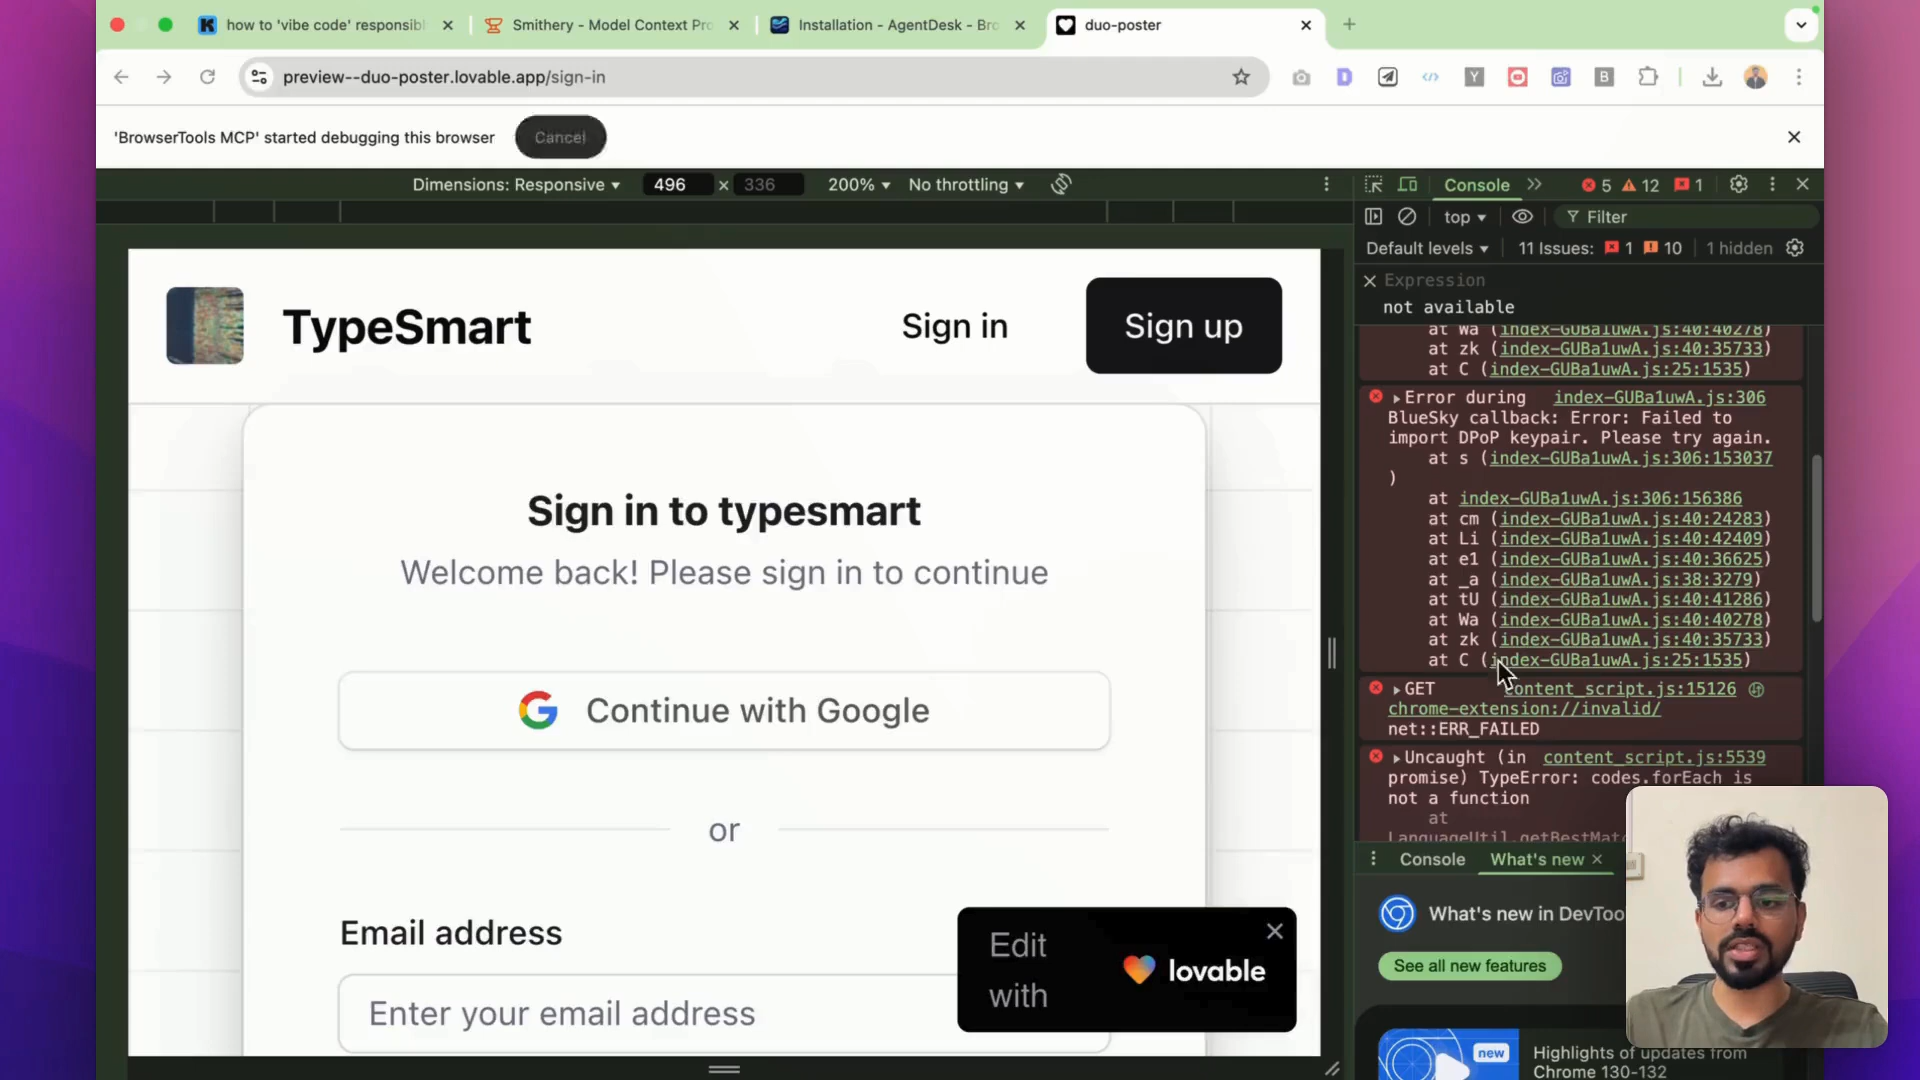 how to 'vibe code' responsibl
Smithery - Model Context Pro
Installation - AgentDesk - Bro
duo-poster
preview--duo-poster.lovable.app/sign-in
'BrowserTools MCP' started debugging this browser
Cancel
Dimensions: Responsive
496 × 336
200%
No throttling
Console
5
12
1
top
Filter
Default levels
11 Issues:
1
10
1 hidden
Expression
not available
TypeSmart
Sign in
Sign up
Sign in to typesmart
Welcome back! Please sign in to continue
Continue with Google
or
Email address
Enter your email address
Edit with
lovable
at Wa (index-GUBa1uwA.js:40:40278)
at zk (index-GUBa1uwA.js:40:35733)
at C (index-GUBa1uwA.js:25:1535)
Error during index-GUBa1uwA.js:306
BlueSky callback: Error: Failed to
import DPoP keypair. Please try again.
at s (index-GUBa1uwA.js:306:153037
)
at index-GUBa1uwA.js:306:156386
at cm (index-GUBa1uwA.js:40:24283)
at Li (index-GUBa1uwA.js:40:42409)
at e1 (index-GUBa1uwA.js:40:36625)
at _a (index-GUBa1uwA.js:38:3279)
at tU (index-GUBa1uwA.js:40:41286)
at Wa (index-GUBa1uwA.js:40:40278)
at zk (index-GUBa1uwA.js:40:35733)
at C (index-GUBa1uwA.js:25:1535)
GET content_script.js:15126
chrome-extension://invalid/
net::ERR_FAILED
Uncaught (in content_script.js:5539
promise) TypeError: codes.forEach is
not a function
at
LanguageUtil.getBestMat
Console
What's new
What's new in DevToo
See all new features
new
Highlights of updates from
Chrome 130-132